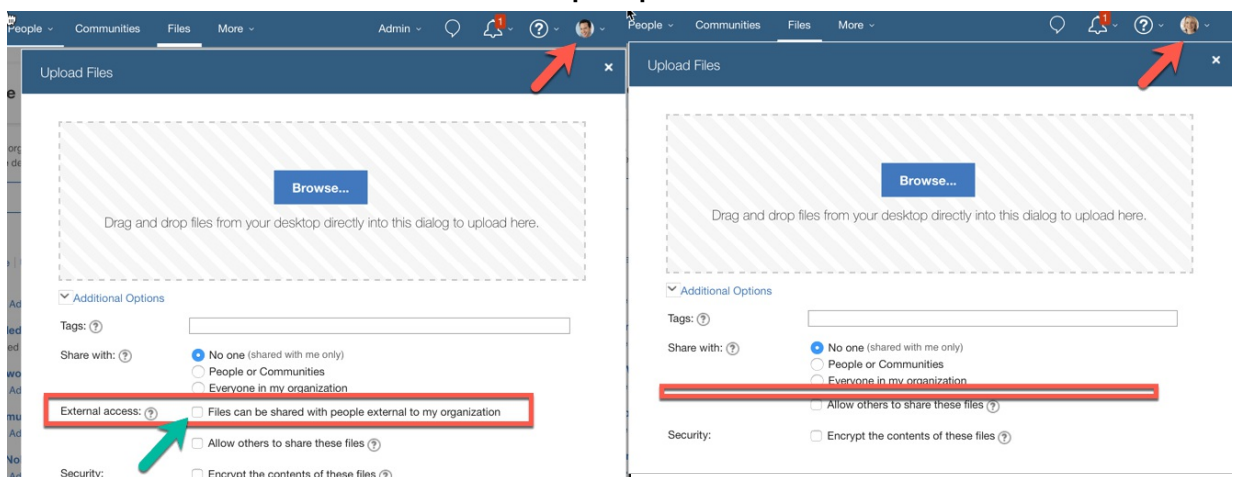 People Communities Files More Admin 1
Upload Files ×
Browse...
Drag and drop files from your desktop directly into this dialog to upload here.
Additional Options
Tags: ?
Share with: ? No one (shared with me only)
People or Communities
Everyone in my organization
External access: ? Files can be shared with people external to my organization
Allow others to share these files ?
Security: Encrypt the contents of these files ?
People Communities Files More 1
Upload Files ×
Browse...
Drag and drop files from your desktop directly into this dialog to upload here.
Additional Options
Tags: ?
Share with: ? No one (shared with me only)
People or Communities
Everyone in my organization
Allow others to share these files ?
Security: Encrypt the contents of these files ?